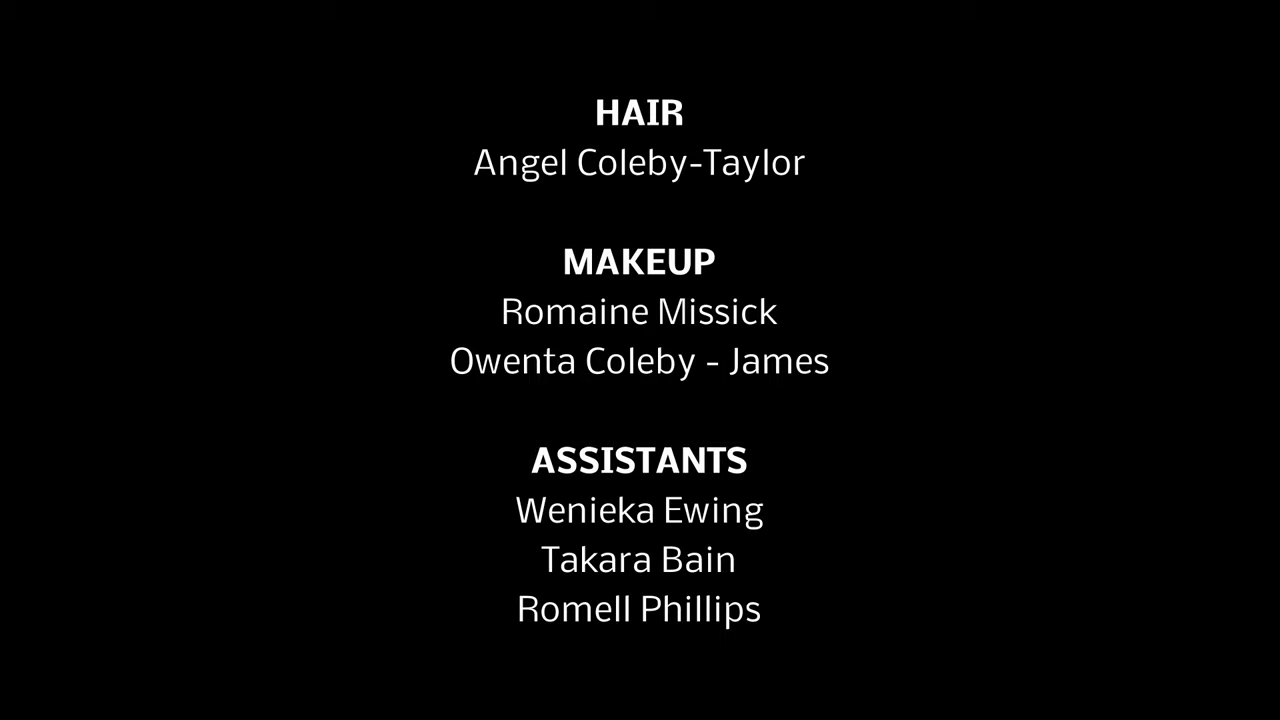 HAIR
Angel Coleby-Taylor
MAKEUP
Romaine Missick
Owenta Coleby - James
ASSISTANTS
Wenieka Ewing
Takara Bain
Romell Phillips